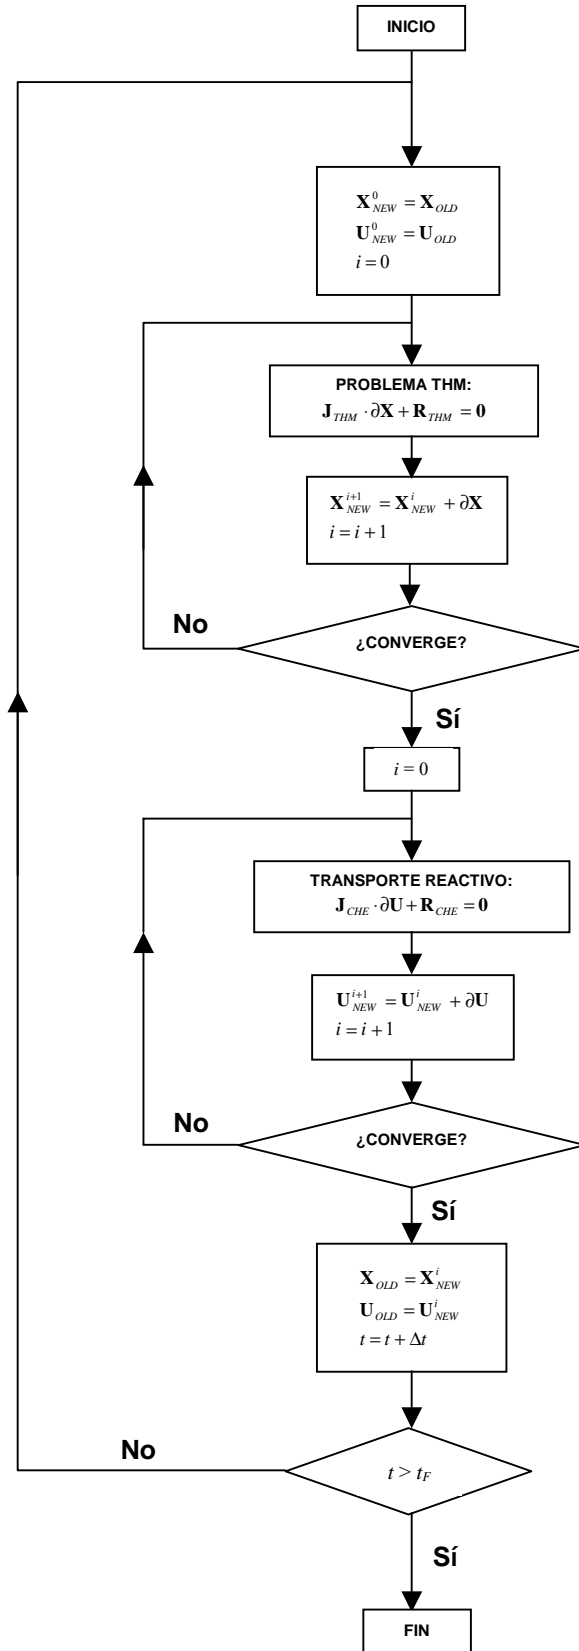 INICIO
𝐗⁰_NEW = 𝐗_OLD
𝐔⁰_NEW = 𝐔_OLD
i = 0
PROBLEMA THM:
𝐉_THM · ∂𝐗 + 𝐑_THM = 𝟎
𝐗^{i+1}_NEW = 𝐗^i_NEW + ∂𝐗
i = i + 1
No
¿CONVERGE?
Sí
i = 0
TRANSPORTE REACTIVO:
𝐉_CHE · ∂𝐔 + 𝐑_CHE = 𝟎
𝐔^{i+1}_NEW = 𝐔^i_NEW + ∂𝐔
i = i + 1
No
¿CONVERGE?
Sí
𝐗_OLD = 𝐗^i_NEW
𝐔_OLD = 𝐔^i_NEW
t = t + Δt
No
t > t_F
Sí
FIN